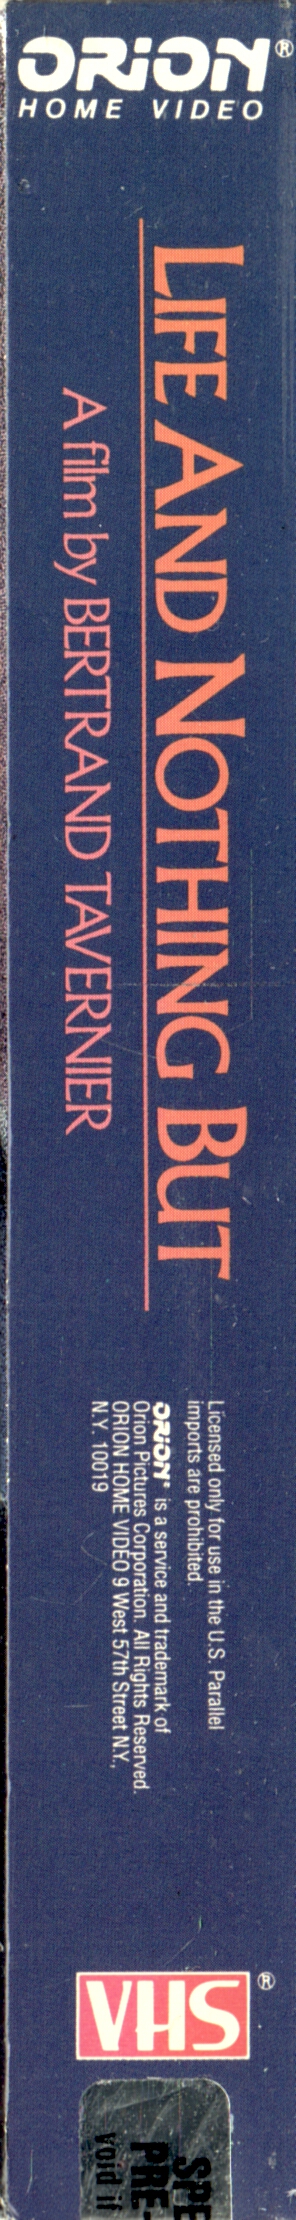 ORION®
HOME VIDEO
LIFE AND NOTHING BUT
A film by BERTRAND TAVERNIER
Licensed only for use in the U.S. Parallel
imports are prohibited.
ORION® is a service and trademark of
Orion Pictures Corporation. All Rights Reserved.
ORION HOME VIDEO 9 West 57th Street N.Y.,
N.Y. 10019
VHS®
SPE
PRE-
void if